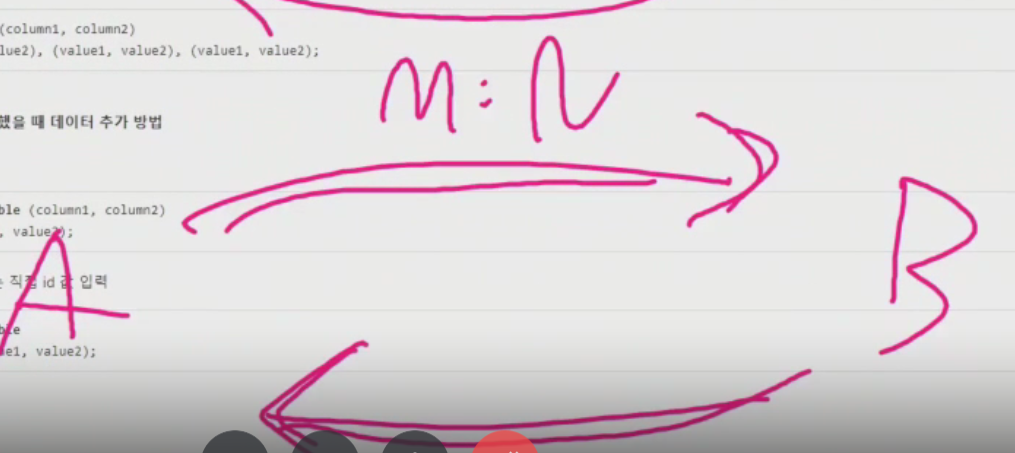 (column1, column2)
lue2), (value1, value2), (value1, value2);
M:N
했을 때 데이터 추가 방법
ble (column1, column2)
, value2);
B
직접 id 값 입력
A
ble
e1, value2);